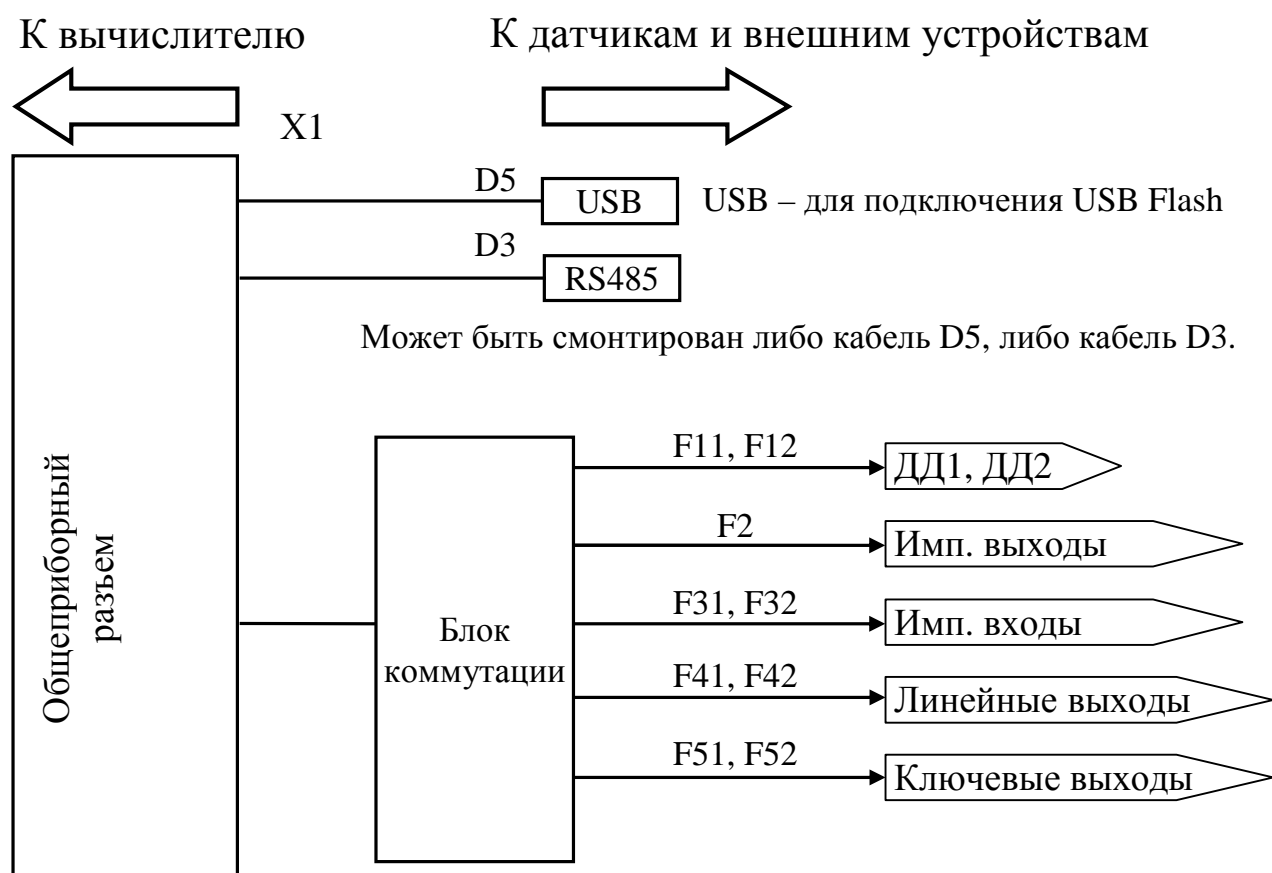 К вычислителю
К датчикам и внешним устройствам
X1
D5
USB
USB – для подключения USB Flash
D3
RS485
Может быть смонтирован либо кабель D5, либо кабель D3.
Общеприборный
разъем
Блок
коммутации
F11, F12
ДД1, ДД2
F2
Имп. выходы
F31, F32
Имп. входы
F41, F42
Линейные выходы
F51, F52
Ключевые выходы